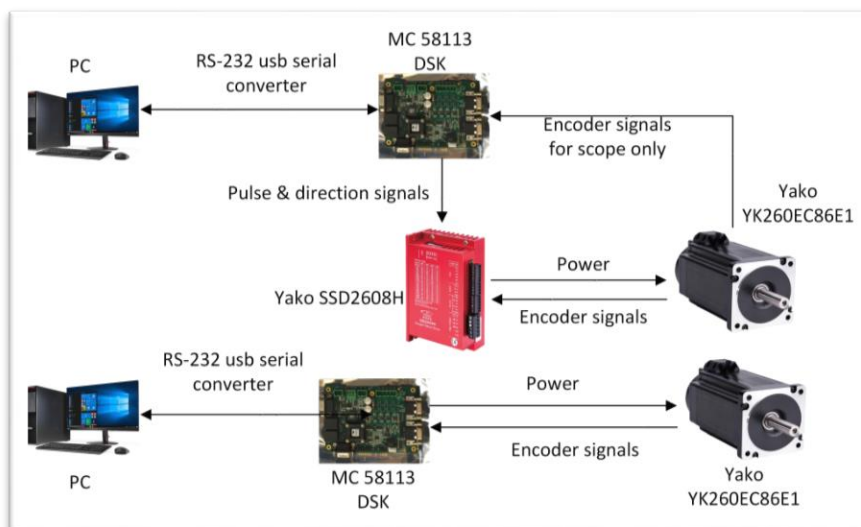 MC 58113
DSK
PC
RS-232 usb serial
converter
Encoder signals
for scope only
Pulse & direction signals
Yako
YK260EC86E1
Yako SSD2608H
Power
Encoder signals
RS-232 usb serial
converter
Power
Encoder signals
PC
MC 58113
DSK
Yako
YK260EC86E1